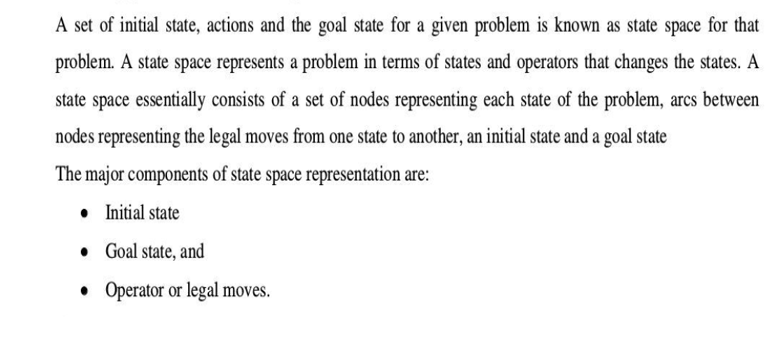 A set of initial state, actions and the goal state for a given problem is known as state space for that
problem. A state space represents a problem in terms of states and operators that changes the states. A
state space essentially consists of a set of nodes representing each state of the problem, arcs between
nodes representing the legal moves from one state to another, an initial state and a goal state
The major components of state space representation are:
• Initial state
• Goal state, and
• Operator or legal moves.